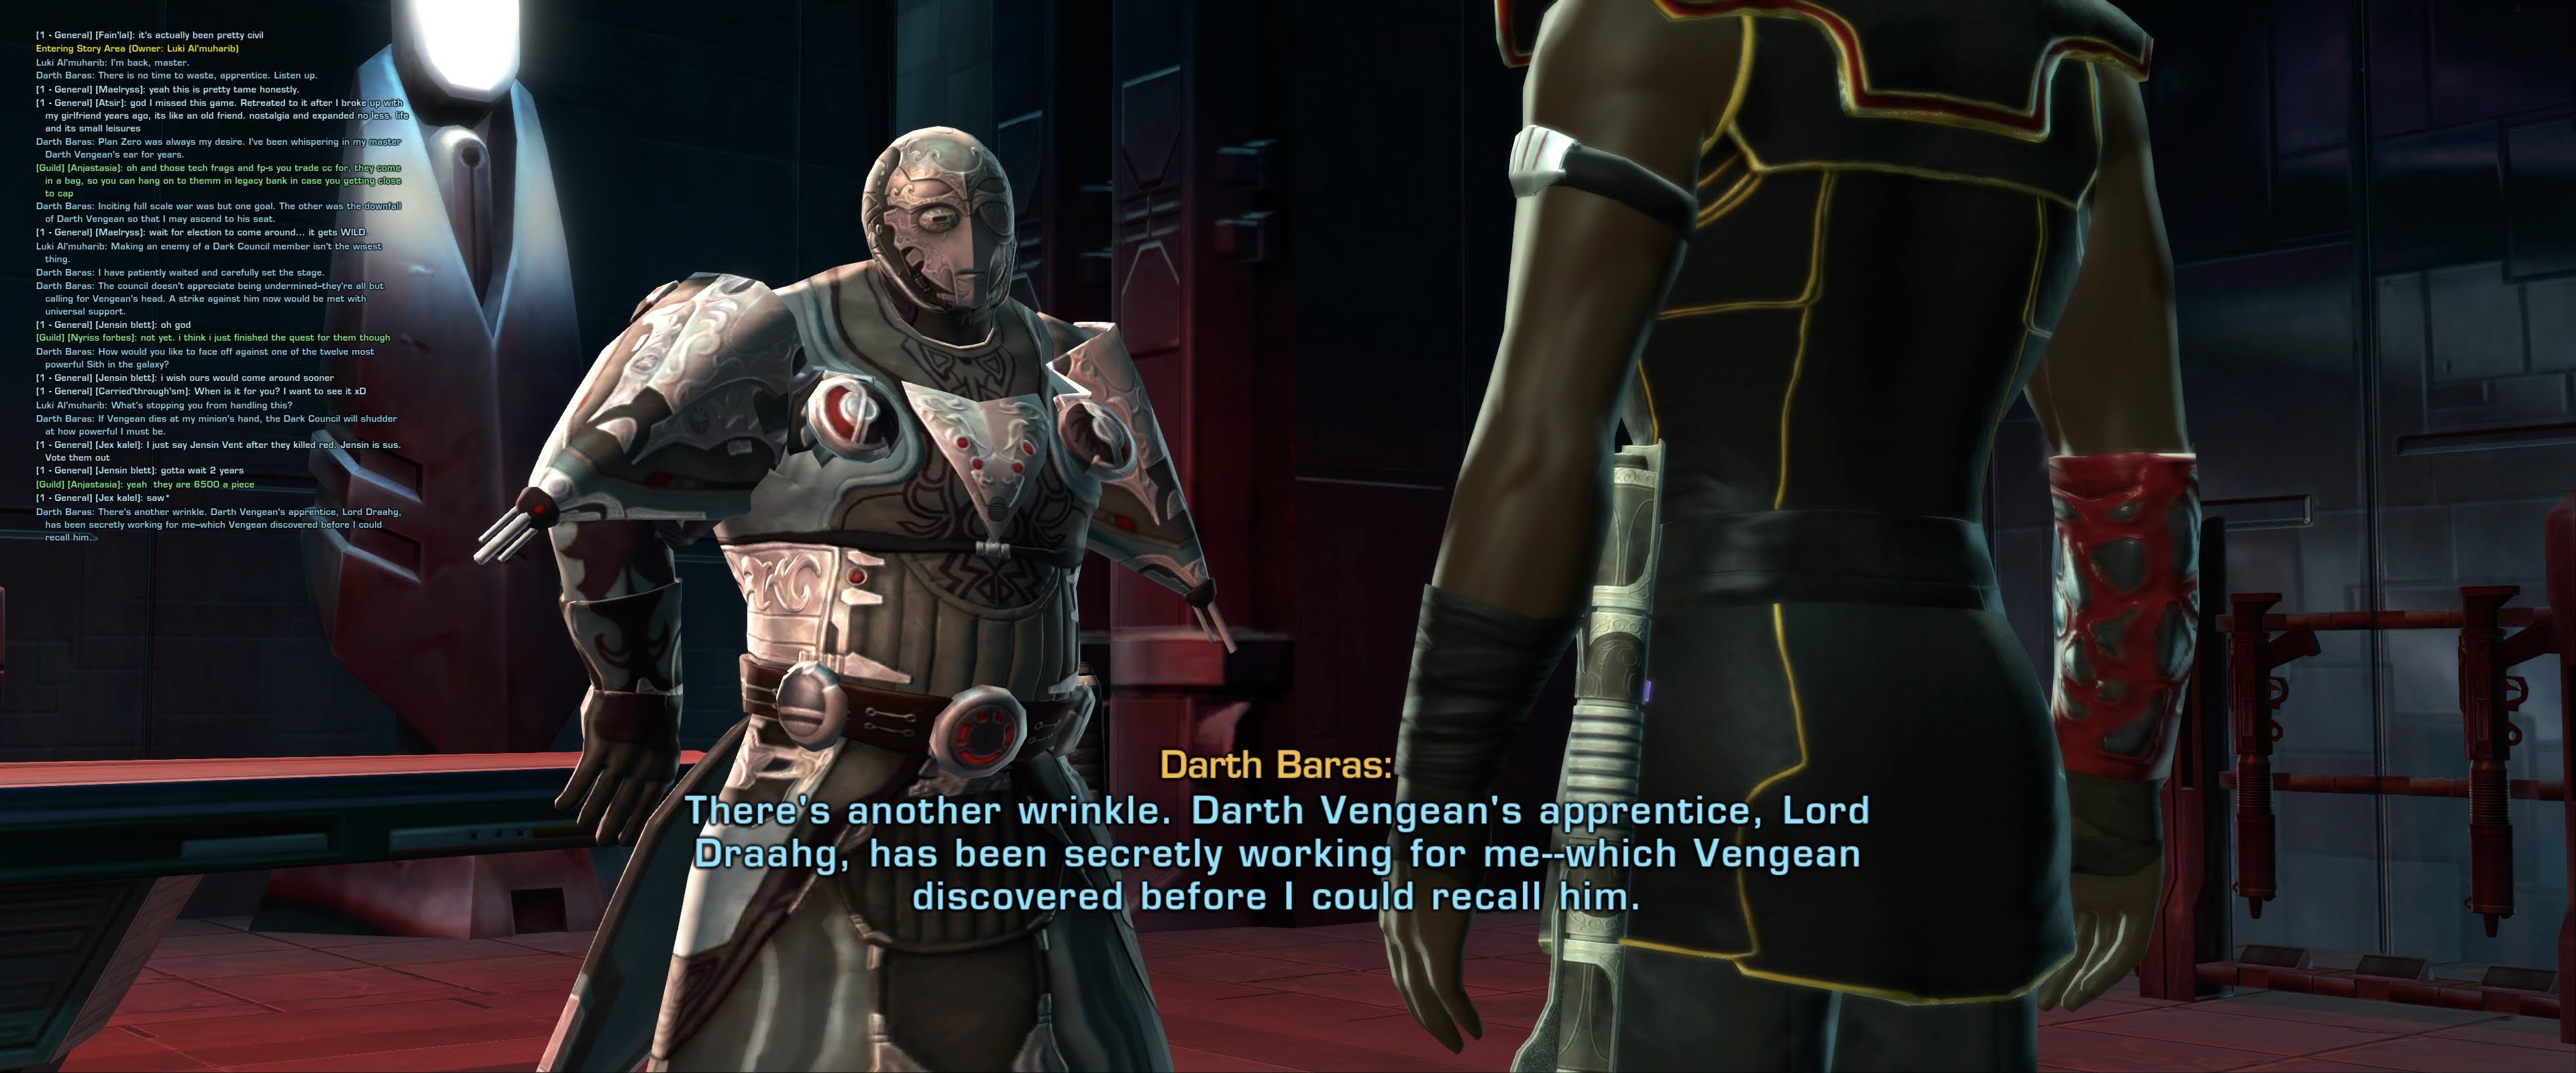 [1 - General] [Fain'lal]: it's actually been pretty civil
Entering Story Area (Owner: Luki Al'muharib)
Luki Al'muharib: I'm back, master.
Darth Baras: There is no time to waste, apprentice. Listen up.
[1 - General] [Maelryss]: yeah this is pretty tame honestly.
[1 - General] [Atsir]: god I missed this game. Retreated to it after I broke up with
my girlfriend years ago, its like an old friend. nostalgia and expanded no less. life
and its small leisures
Darth Baras: Plan Zero was always my desire. I've been whispering in my master
Darth Vengean's ear for years.
[Guild] [Anjastasia]: oh and those tech frags and fp-s you trade cc for, they come
in a bag, so you can hang on to themm in legacy bank in case you getting close
to cap
Darth Baras: Inciting full scale war was but one goal. The other was the downfall
of Darth Vengean so that I may ascend to his seat.
[1 - General] [Maelryss]: wait for election to come around... it gets WILD.
Luki Al'muharib: Making an enemy of a Dark Council member isn't the wisest
thing.
Darth Baras: I have patiently waited and carefully set the stage.
Darth Baras: The council doesn't appreciate being undermined--they're all but
calling for Vengean's head. A strike against him now would be met with
universal support.
[1 - General] [Jensin blett]: oh god
[Guild] [Nyriss forbes]: not yet. i think i just finished the quest for them though
Darth Baras: How would you like to face off against one of the twelve most
powerful Sith in the galaxy?
[1 - General] [Jensin blett]: i wish ours would come around sooner
[1 - General] [Carried'through'sm]: When is it for you? I want to see it xD
Luki Al'muharib: What's stopping you from handling this?
Darth Baras: If Vengean dies at my minion's hand, the Dark Council will shudder
at how powerful I must be.
[1 - General] [Jex kalel]: I just say Jensin Vent after they killed red. Jensin is sus.
Vote them out
[1 - General] [Jensin blett]: gotta wait 2 years
[Guild] [Anjastasia]: yeah  they are 6500 a piece
[1 - General] [Jex kalel]: saw*
Darth Baras: There's another wrinkle. Darth Vengean's apprentice, Lord Draahg,
has been secretly working for me--which Vengean discovered before I could
recall him.
Darth Baras:
There's another wrinkle. Darth Vengean's apprentice, Lord
Draahg, has been secretly working for me--which Vengean
discovered before I could recall him.